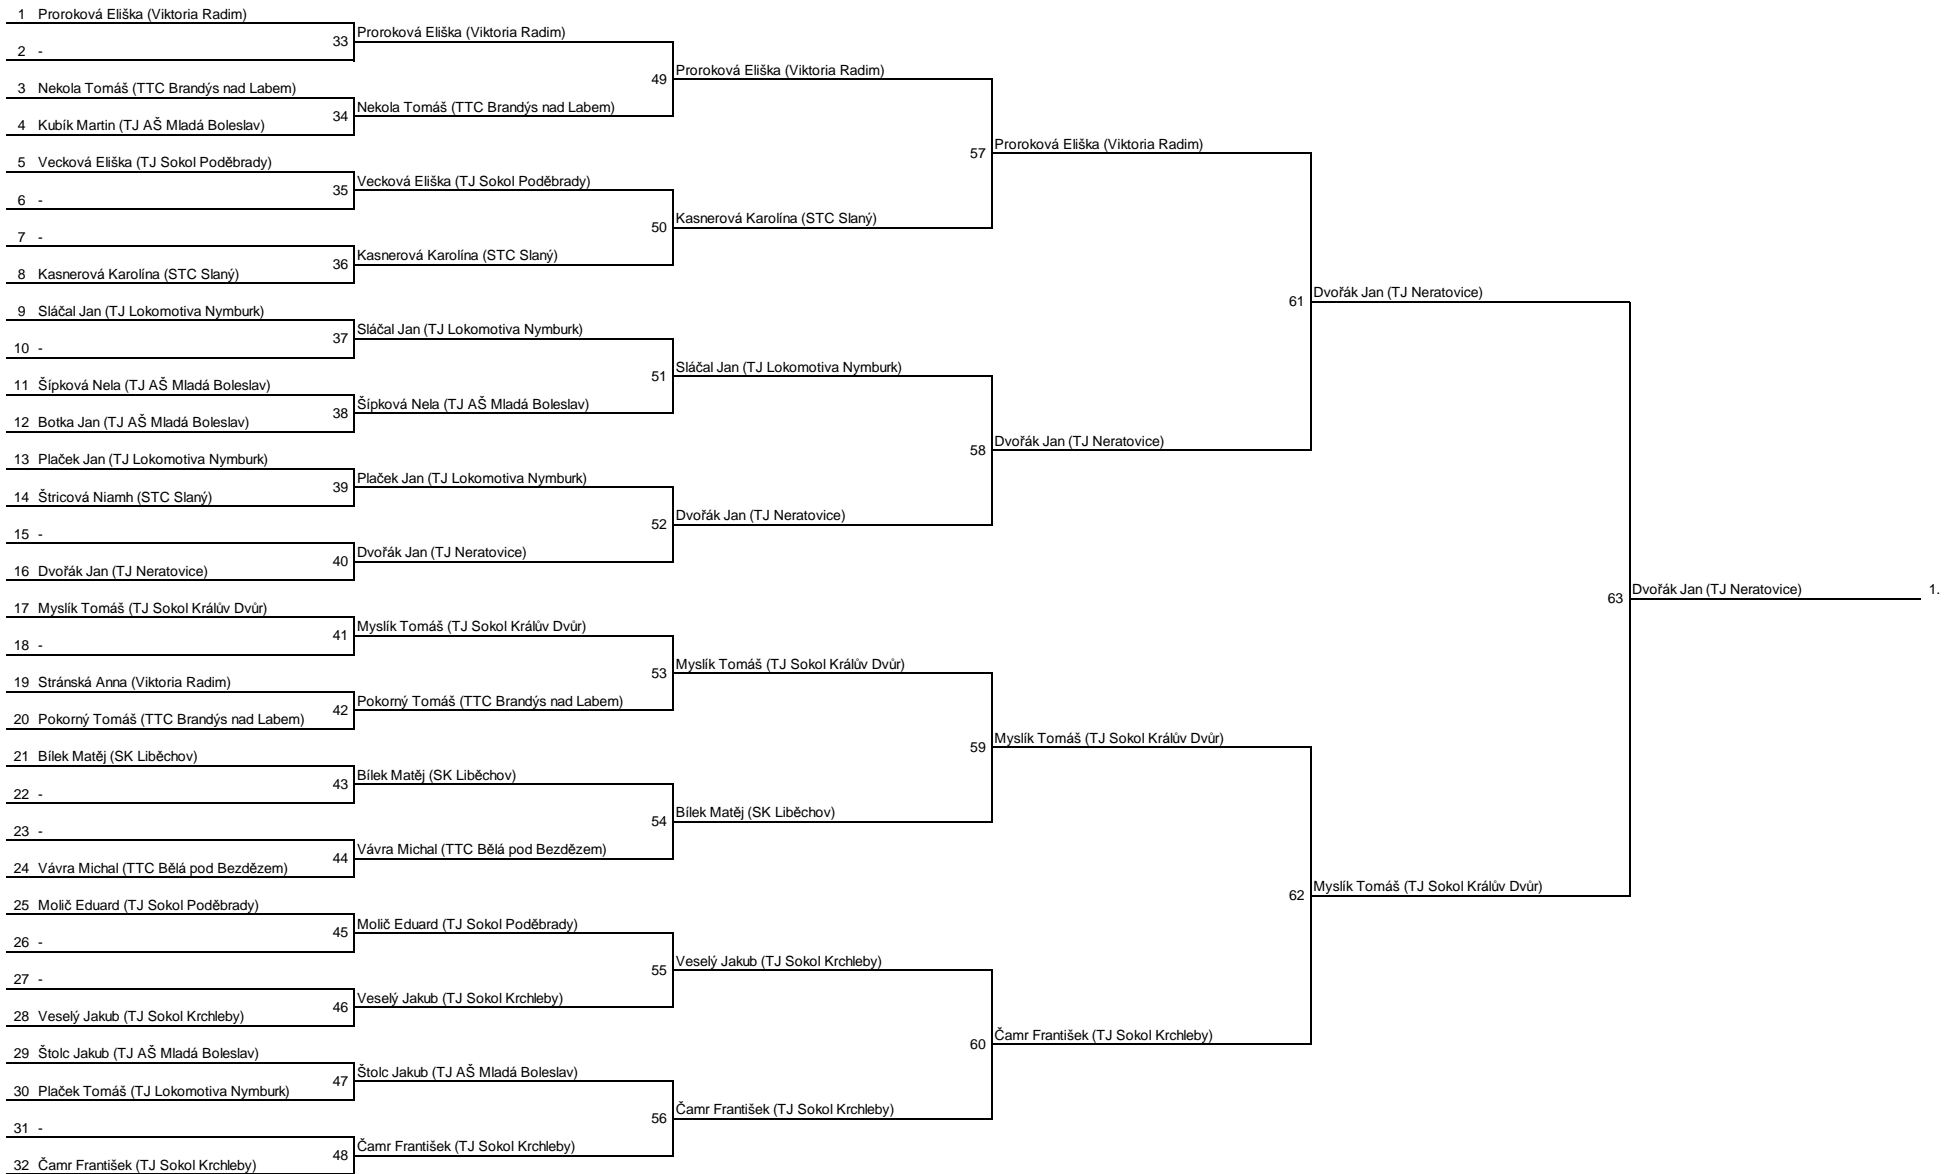 1 Proroková Eliška (Viktoria Radim)
33 Proroková Eliška (Viktoria Radim)
2 -
49 Proroková Eliška (Viktoria Radim)
3 Nekola Tomáš (TTC Brandýs nad Labem)
34 Nekola Tomáš (TTC Brandýs nad Labem)
4 Kubík Martin (TJ AŠ Mladá Boleslav)
57 Proroková Eliška (Viktoria Radim)
5 Vecková Eliška (TJ Sokol Poděbrady)
35 Vecková Eliška (TJ Sokol Poděbrady)
6 -
50 Kasnerová Karolína (STC Slaný)
7 -
36 Kasnerová Karolína (STC Slaný)
8 Kasnerová Karolína (STC Slaný)
61 Dvořák Jan (TJ Neratovice)
9 Sláčal Jan (TJ Lokomotiva Nymburk)
37 Sláčal Jan (TJ Lokomotiva Nymburk)
10 -
51 Sláčal Jan (TJ Lokomotiva Nymburk)
11 Šípková Nela (TJ AŠ Mladá Boleslav)
38 Šípková Nela (TJ AŠ Mladá Boleslav)
12 Botka Jan (TJ AŠ Mladá Boleslav)
58 Dvořák Jan (TJ Neratovice)
13 Plaček Jan (TJ Lokomotiva Nymburk)
39 Plaček Jan (TJ Lokomotiva Nymburk)
14 Štricová Niamh (STC Slaný)
52 Dvořák Jan (TJ Neratovice)
15 -
40 Dvořák Jan (TJ Neratovice)
16 Dvořák Jan (TJ Neratovice)
63 Dvořák Jan (TJ Neratovice) 1.
17 Myslík Tomáš (TJ Sokol Králův Dvůr)
41 Myslík Tomáš (TJ Sokol Králův Dvůr)
18 -
53 Myslík Tomáš (TJ Sokol Králův Dvůr)
19 Stránská Anna (Viktoria Radim)
42 Pokorný Tomáš (TTC Brandýs nad Labem)
20 Pokorný Tomáš (TTC Brandýs nad Labem)
59 Myslík Tomáš (TJ Sokol Králův Dvůr)
21 Bílek Matěj (SK Liběchov)
43 Bílek Matěj (SK Liběchov)
22 -
54 Bílek Matěj (SK Liběchov)
23 -
44 Vávra Michal (TTC Bělá pod Bezdězem)
24 Vávra Michal (TTC Bělá pod Bezdězem)
62 Myslík Tomáš (TJ Sokol Králův Dvůr)
25 Molič Eduard (TJ Sokol Poděbrady)
45 Molič Eduard (TJ Sokol Poděbrady)
26 -
55 Veselý Jakub (TJ Sokol Krchleby)
27 -
46 Veselý Jakub (TJ Sokol Krchleby)
28 Veselý Jakub (TJ Sokol Krchleby)
60 Čamr František (TJ Sokol Krchleby)
29 Štolc Jakub (TJ AŠ Mladá Boleslav)
47 Štolc Jakub (TJ AŠ Mladá Boleslav)
30 Plaček Tomáš (TJ Lokomotiva Nymburk)
56 Čamr František (TJ Sokol Krchleby)
31 -
48 Čamr František (TJ Sokol Krchleby)
32 Čamr František (TJ Sokol Krchleby)